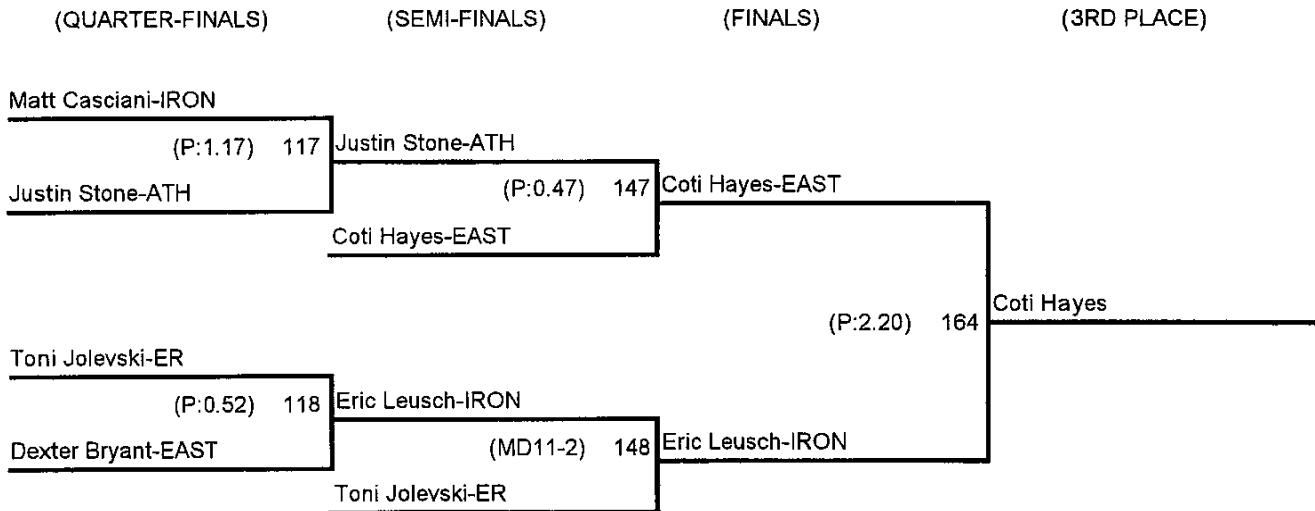 (QUARTER-FINALS) (SEMI-FINALS) (FINALS) (3RD PLACE)
Matt Casciani-IRON
(P:1.17) 117
Justin Stone-ATH
Justin Stone-ATH
(P:0.47) 147
Coti Hayes-EAST
Coti Hayes-EAST
(P:2.20) 164
Coti Hayes
Toni Jolevski-ER
(P:0.52) 118
Dexter Bryant-EAST
Eric Leusch-IRON
(MD11-2) 148
Toni Jolevski-ER
Eric Leusch-IRON